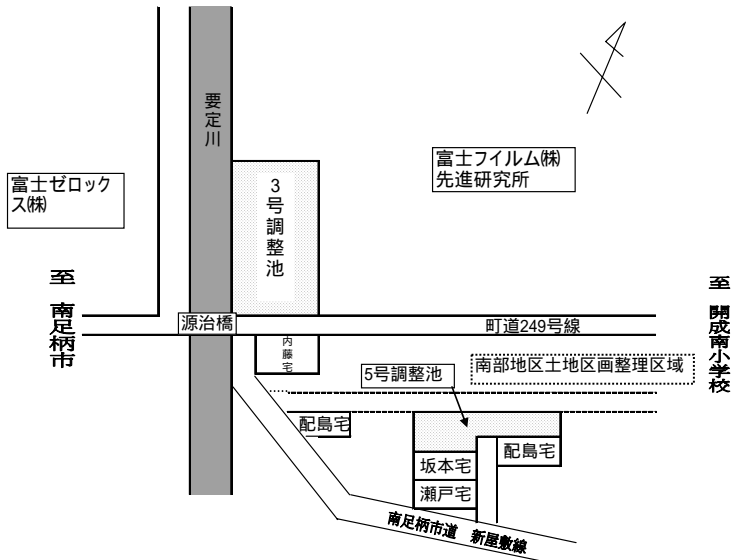 要定川
富士フイルム㈱
先進研究所
富士ゼロック
ス㈱
3号調整池
至 南足柄市
至 開成南小学校
源治橋
町道249号線
内藤宅
5号調整池
南部地区土地区画整理区域
配島宅
配島宅
坂本宅
瀬戸宅
南足柄市道 新屋敷線